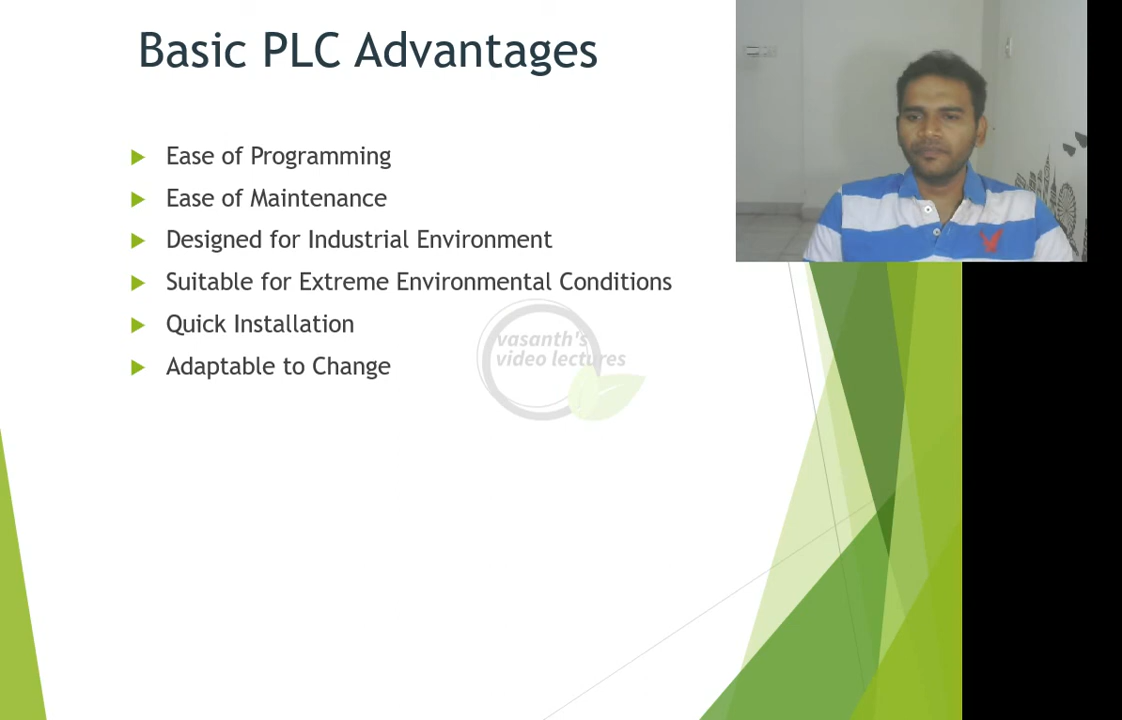 Basic PLC Advantages
Ease of Programming
Ease of Maintenance
Designed for Industrial Environment
Suitable for Extreme Environmental Conditions
Quick Installation
Adaptable to Change
vasanth's
video lectures